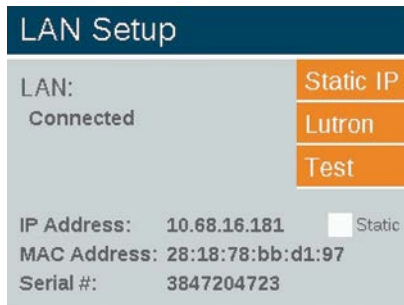 LAN Setup
LAN:
Connected
Static IP
Lutron
Test
IP Address: 10.68.16.181 Static
MAC Address: 28:18:78:bb:d1:97
Serial #: 3847204723